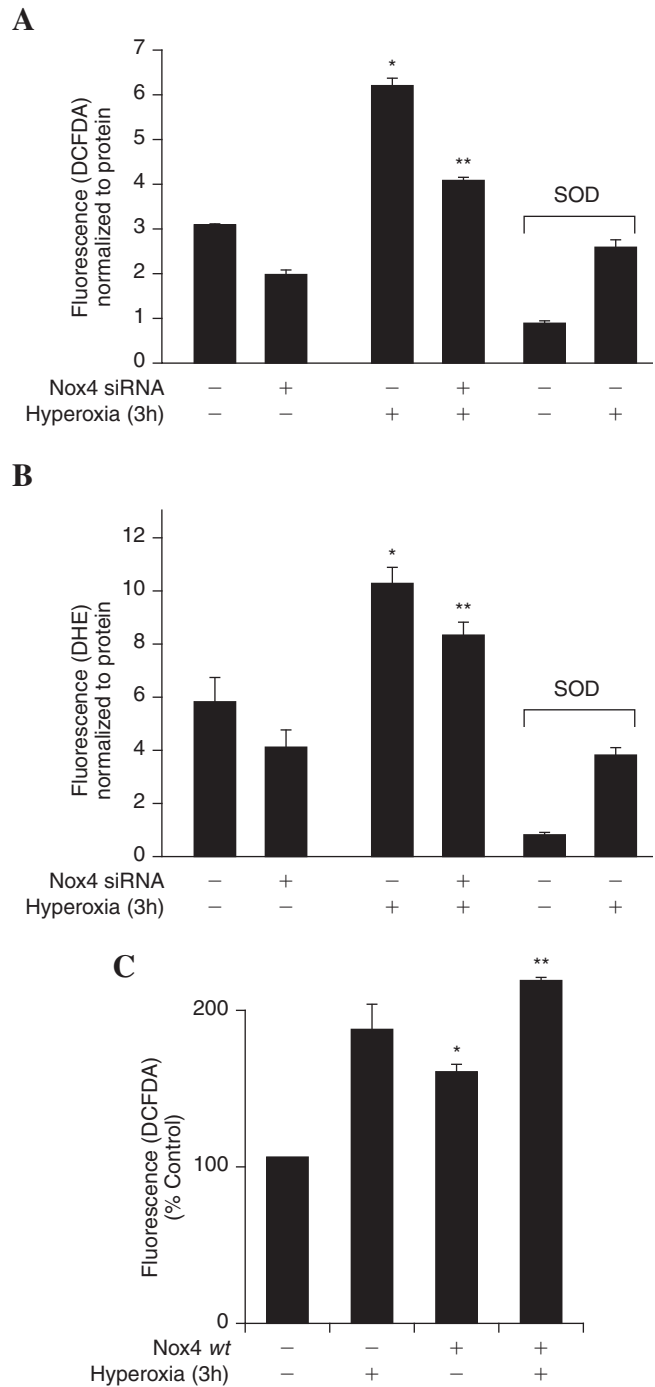 A
Fluorescence (DCFDA)
normalized to protein
7
6
5
4
3
2
1
0
*
**
SOD
Nox4 siRNA − + − + − −
Hyperoxia (3h) − − + + − +
B
Fluorescence (DHE)
normalized to protein
12
10
8
6
4
2
0
*
**
SOD
Nox4 siRNA − + − + − −
Hyperoxia (3h) − − + + − +
C
Fluorescence (DCFDA)
(% Control)
200
100
0
*
**
Nox4 wt − − + +
Hyperoxia (3h) − + − +